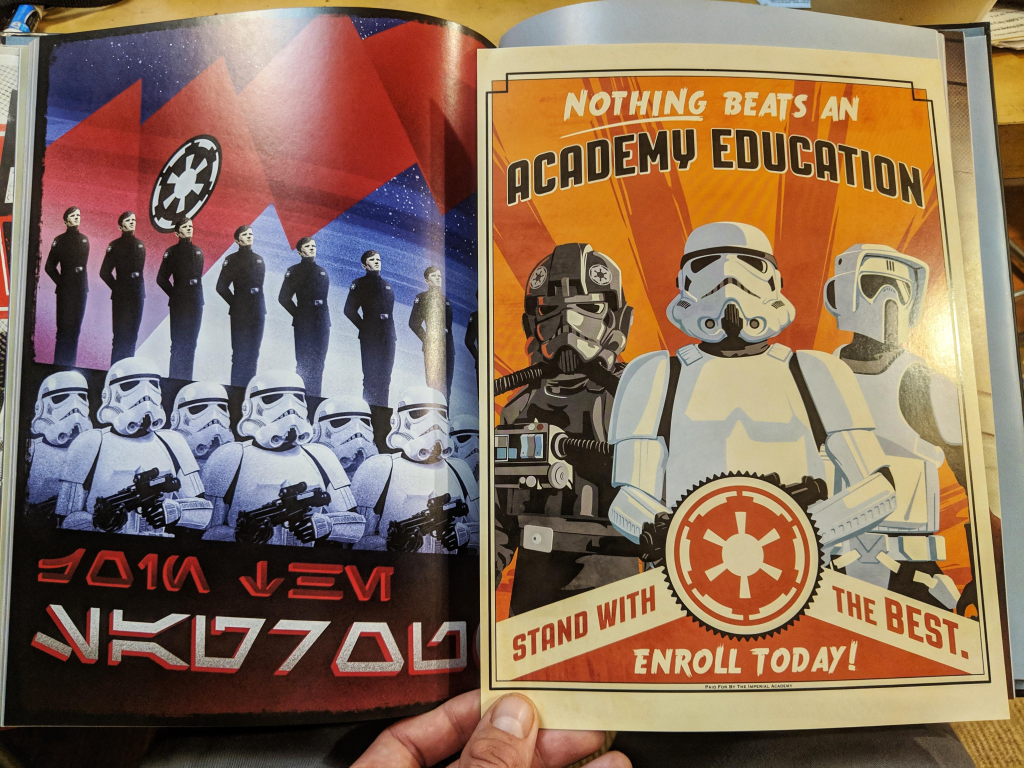 NOTHING BEATS AN
ACADEMY EDUCATION
STAND WITH
THE BEST.
ENROLL TODAY!
PAID FOR BY THE IMPERIAL ACADEMY